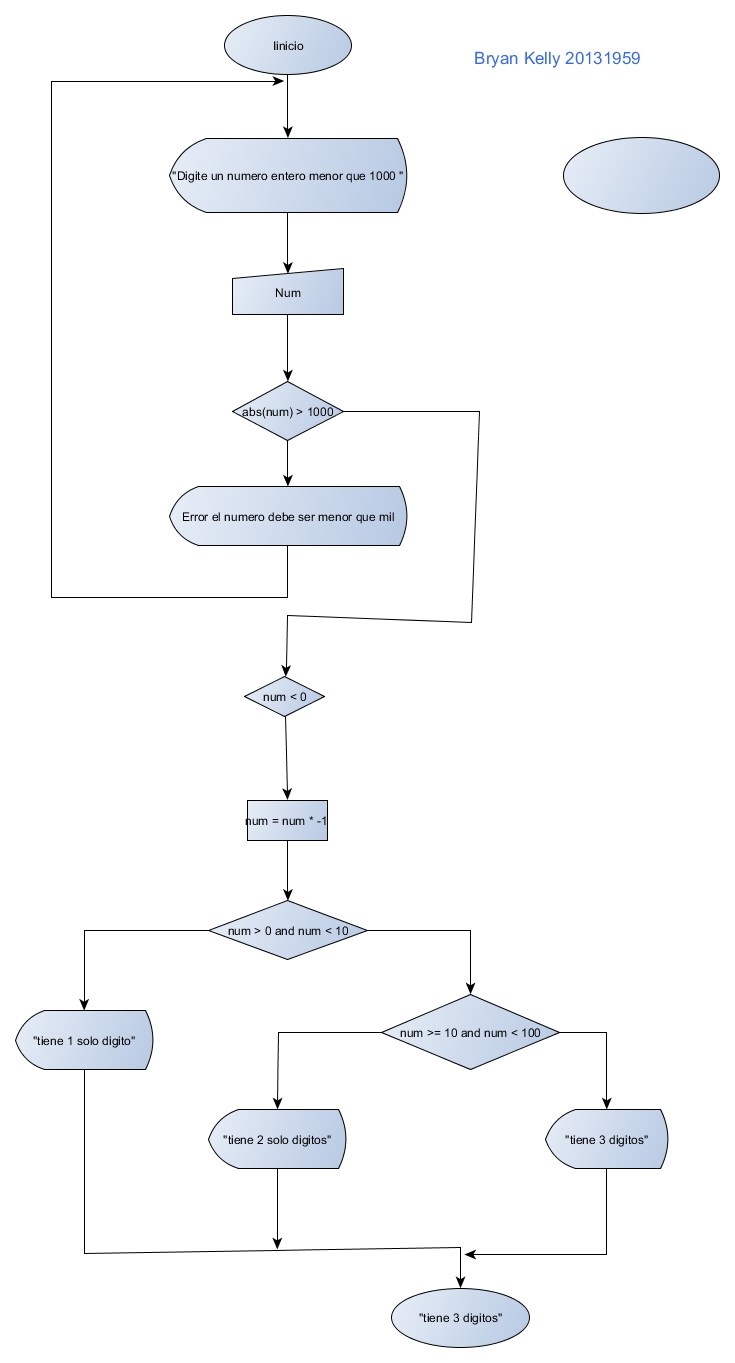 Iinicio
Bryan Kelly 20131959
"Digite un numero entero menor que 1000 "
Num
abs(num) > 1000
Error el numero debe ser menor que mil
num < 0
num = num * -1
num > 0 and num < 10
num >= 10 and num < 100
"tiene 1 solo digito"
"tiene 2 solo digitos"
"tiene 3 digitos"
"tiene 3 digitos"